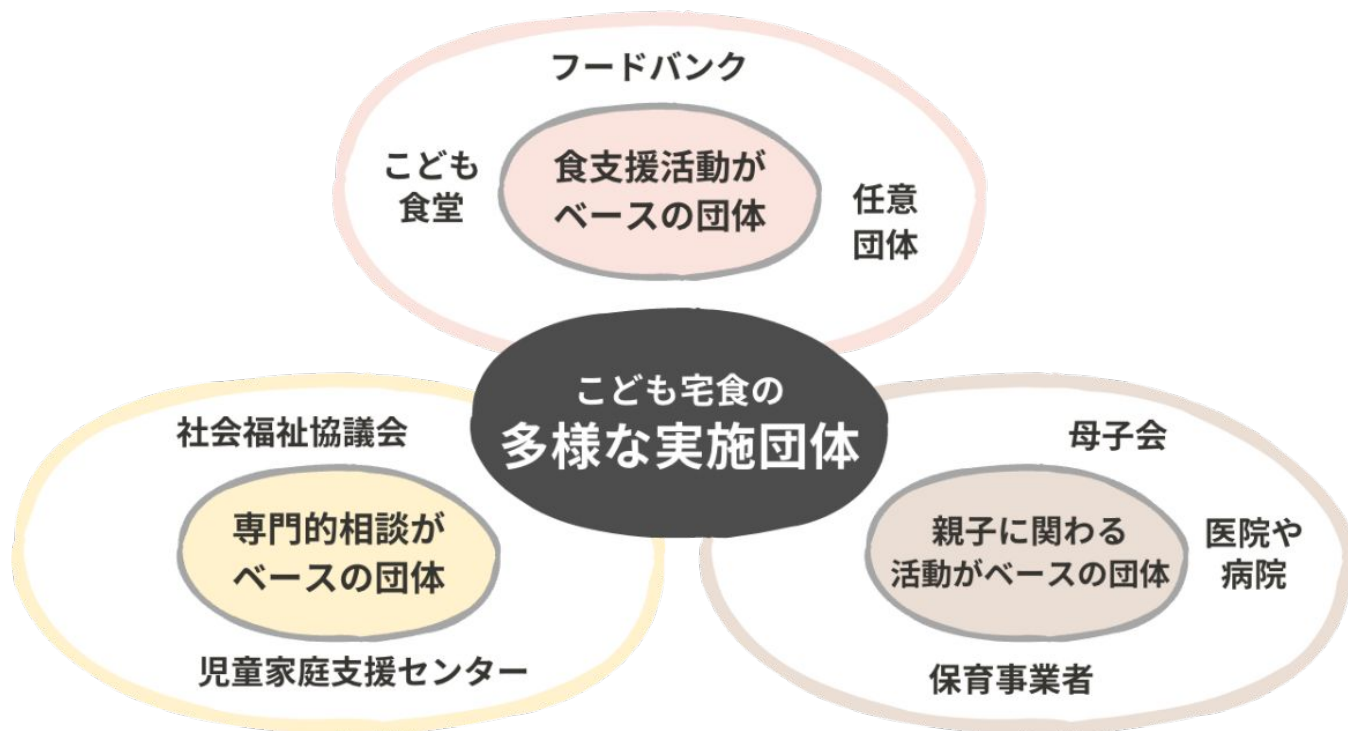 フードバンク
こども
食堂
食支援活動が
ベースの団体
任意
団体
こども宅食の
多様な実施団体
社会福祉協議会
専門的相談が
ベースの団体
児童家庭支援センター
母子会
親子に関わる
活動がベースの団体
医院や
病院
保育事業者